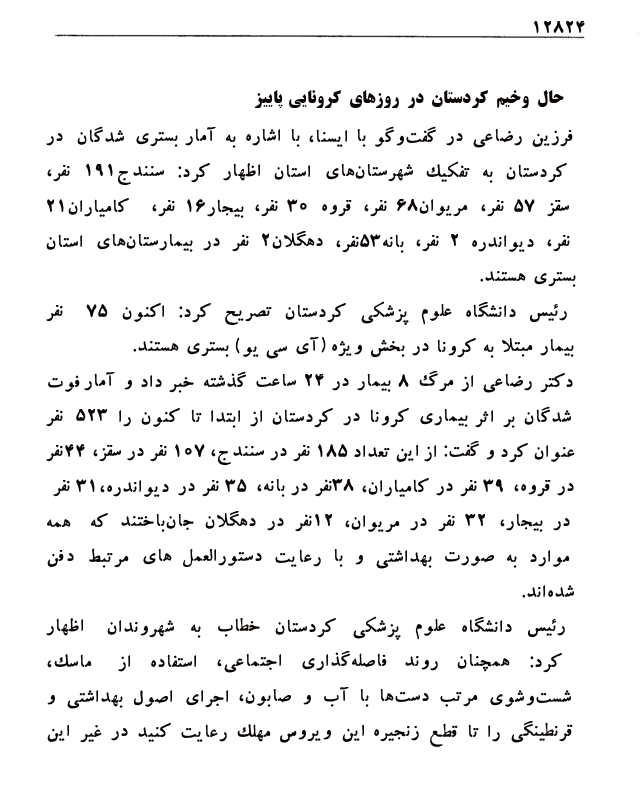 ۱۲۸۲۴
حال وخیم کردستان در روزهای کرونایی پاییز
فرزین رضاعی در گفت‌وگو با ایسنا، با اشاره به آمار بستری شدگان در
کردستان به تفکیك شهرستان‌های استان اظهار کرد: سنندج۱۹۱ نفر،
سقز ۵۷ نفر، مریوان۶۸ نفر، قروه ۳۰ نفر، بیجار۱۶ نفر، کامیاران۲۱
نفر، دیواندره ۲ نفر، بانه۵۳نفر، دهگلان۲ نفر در بیمارستان‌های استان
بستری هستند.
رئیس دانشگاه علوم پزشکی کردستان تصریح کرد: اکنون ۷۵ نفر
بیمار مبتلا به کرونا در بخش ویژه (آی سی یو) بستری هستند.
دکتر رضاعی از مرگ ۸ بیمار در ۲۴ ساعت گذشته خبر داد و آمار فوت
شدگان بر اثر بیماری کرونا در کردستان از ابتدا تا کنون را ۵۲۳ نفر
عنوان کرد و گفت: از این تعداد ۱۸۵ نفر در سنندج، ۱۰۷ نفر در سقز، ۴۴نفر
در قروه، ۳۹ نفر در کامیاران، ۳۸نفر در بانه، ۳۵ نفر در دیواندره،۳۱ نفر
در بیجار، ۳۲ نفر در مریوان، ۱۲نفر در دهگلان جان‌باختند که همه
موارد به صورت بهداشتی و با رعایت دستورالعمل های مرتبط دفن
شده‌اند.
رئیس دانشگاه علوم پزشکی کردستان خطاب به شهروندان اظهار
کرد: همچنان روند فاصله‌گذاری اجتماعی، استفاده از ماسك،
شست‌وشوی مرتب دست‌ها با آب و صابون، اجرای اصول بهداشتی و
قرنطینگی را تا قطع زنجیره این ویروس مهلك رعایت کنید در غیر این